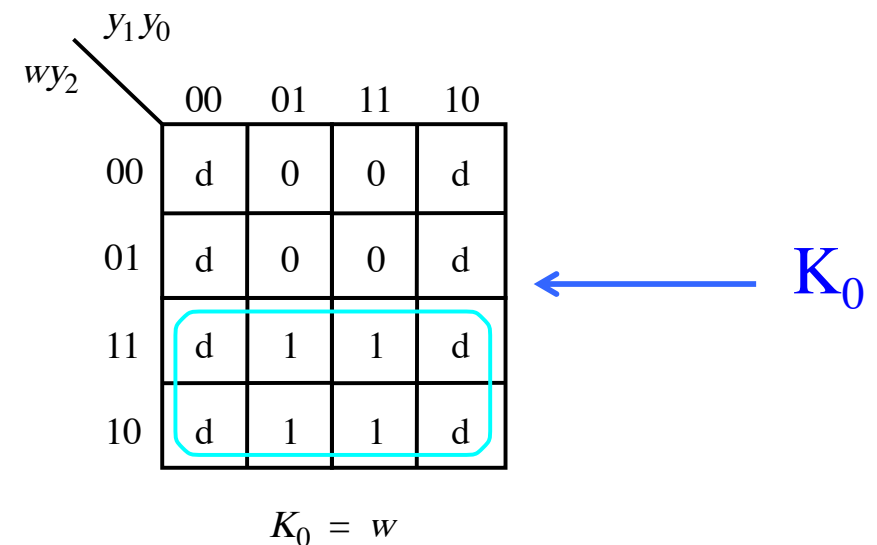 y₁y₀
wy₂
00 01 11 10
00 d 0 0 d
01 d 0 0 d
K₀
11 d 1 1 d
10 d 1 1 d
K₀ = w